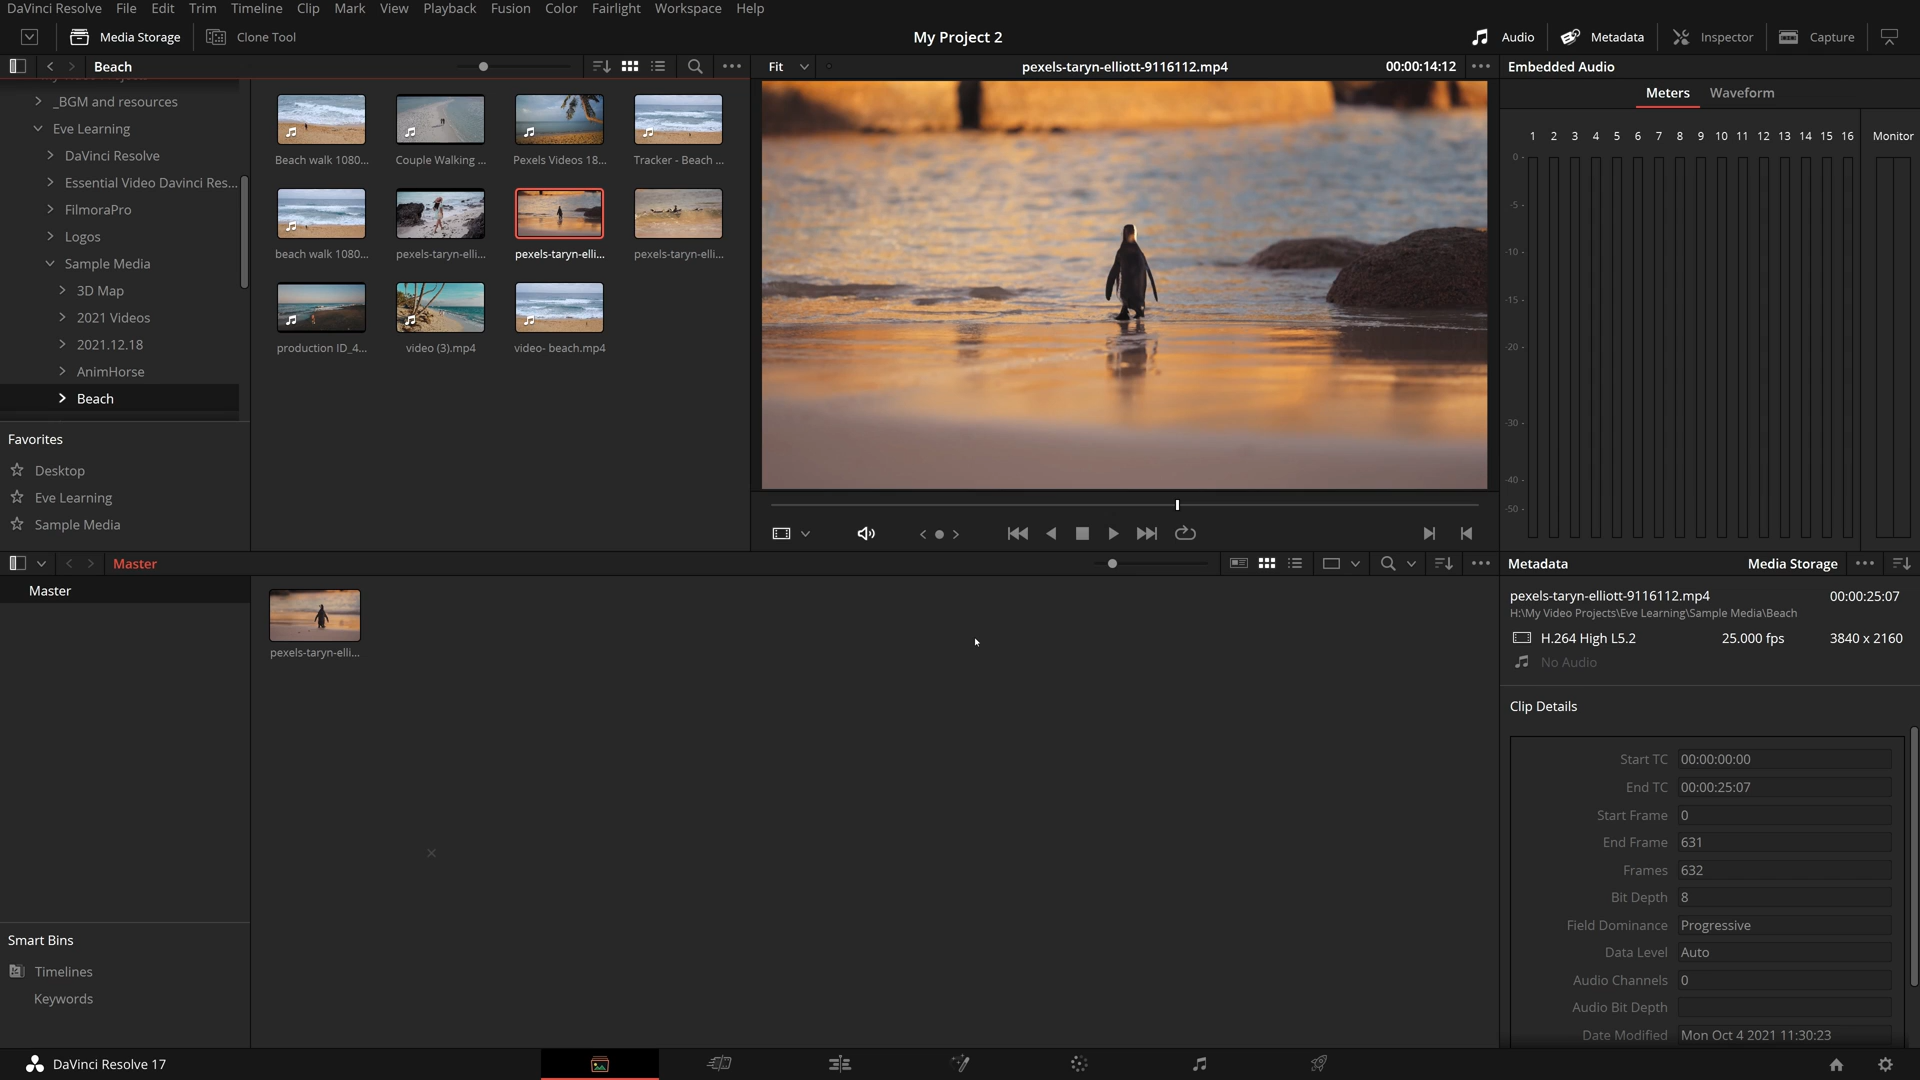 DaVinci Resolve File Edit Trim Timeline Clip Mark View Playback Fusion Color Fairlight Workspace Help
Media Storage Clone Tool My Project 2 Audio Metadata Inspector Capture
Beach Fit pexels-taryn-elliott-9116112.mp4 00:00:14:12 Embedded Audio
_BGM and resources
Eve Learning
DaVinci Resolve
Essential Video Davinci Res...
FilmoraPro
Logos
Sample Media
3D Map
2021 Videos
2021.12.18
AnimHorse
Beach
Favorites
Desktop
Eve Learning
Sample Media
Beach walk 1080... Couple Walking ... Pexels Videos 18... Tracker - Beach ...
beach walk 1080... pexels-taryn-elli... pexels-taryn-elli... pexels-taryn-elli...
production ID_4... video (3).mp4 video- beach.mp4
Meters Waveform
1 2 3 4 5 6 7 8 9 10 11 12 13 14 15 16 Monitor
0 -
-5 -
-10 -
-15 -
-20 -
-30 -
-40 -
-50 -
Master
Master
pexels-taryn-elli...
Smart Bins
Timelines
Keywords
Metadata Media Storage
pexels-taryn-elliott-9116112.mp4 00:00:25:07
H:\My Video Projects\Eve Learning\Sample Media\Beach
H.264 High L5.2 25.000 fps 3840 x 2160
No Audio
Clip Details
Start TC 00:00:00:00
End TC 00:00:25:07
Start Frame 0
End Frame 631
Frames 632
Bit Depth 8
Field Dominance Progressive
Data Level Auto
Audio Channels 0
Audio Bit Depth
Date Modified Mon Oct 4 2021 11:30:23
DaVinci Resolve 17